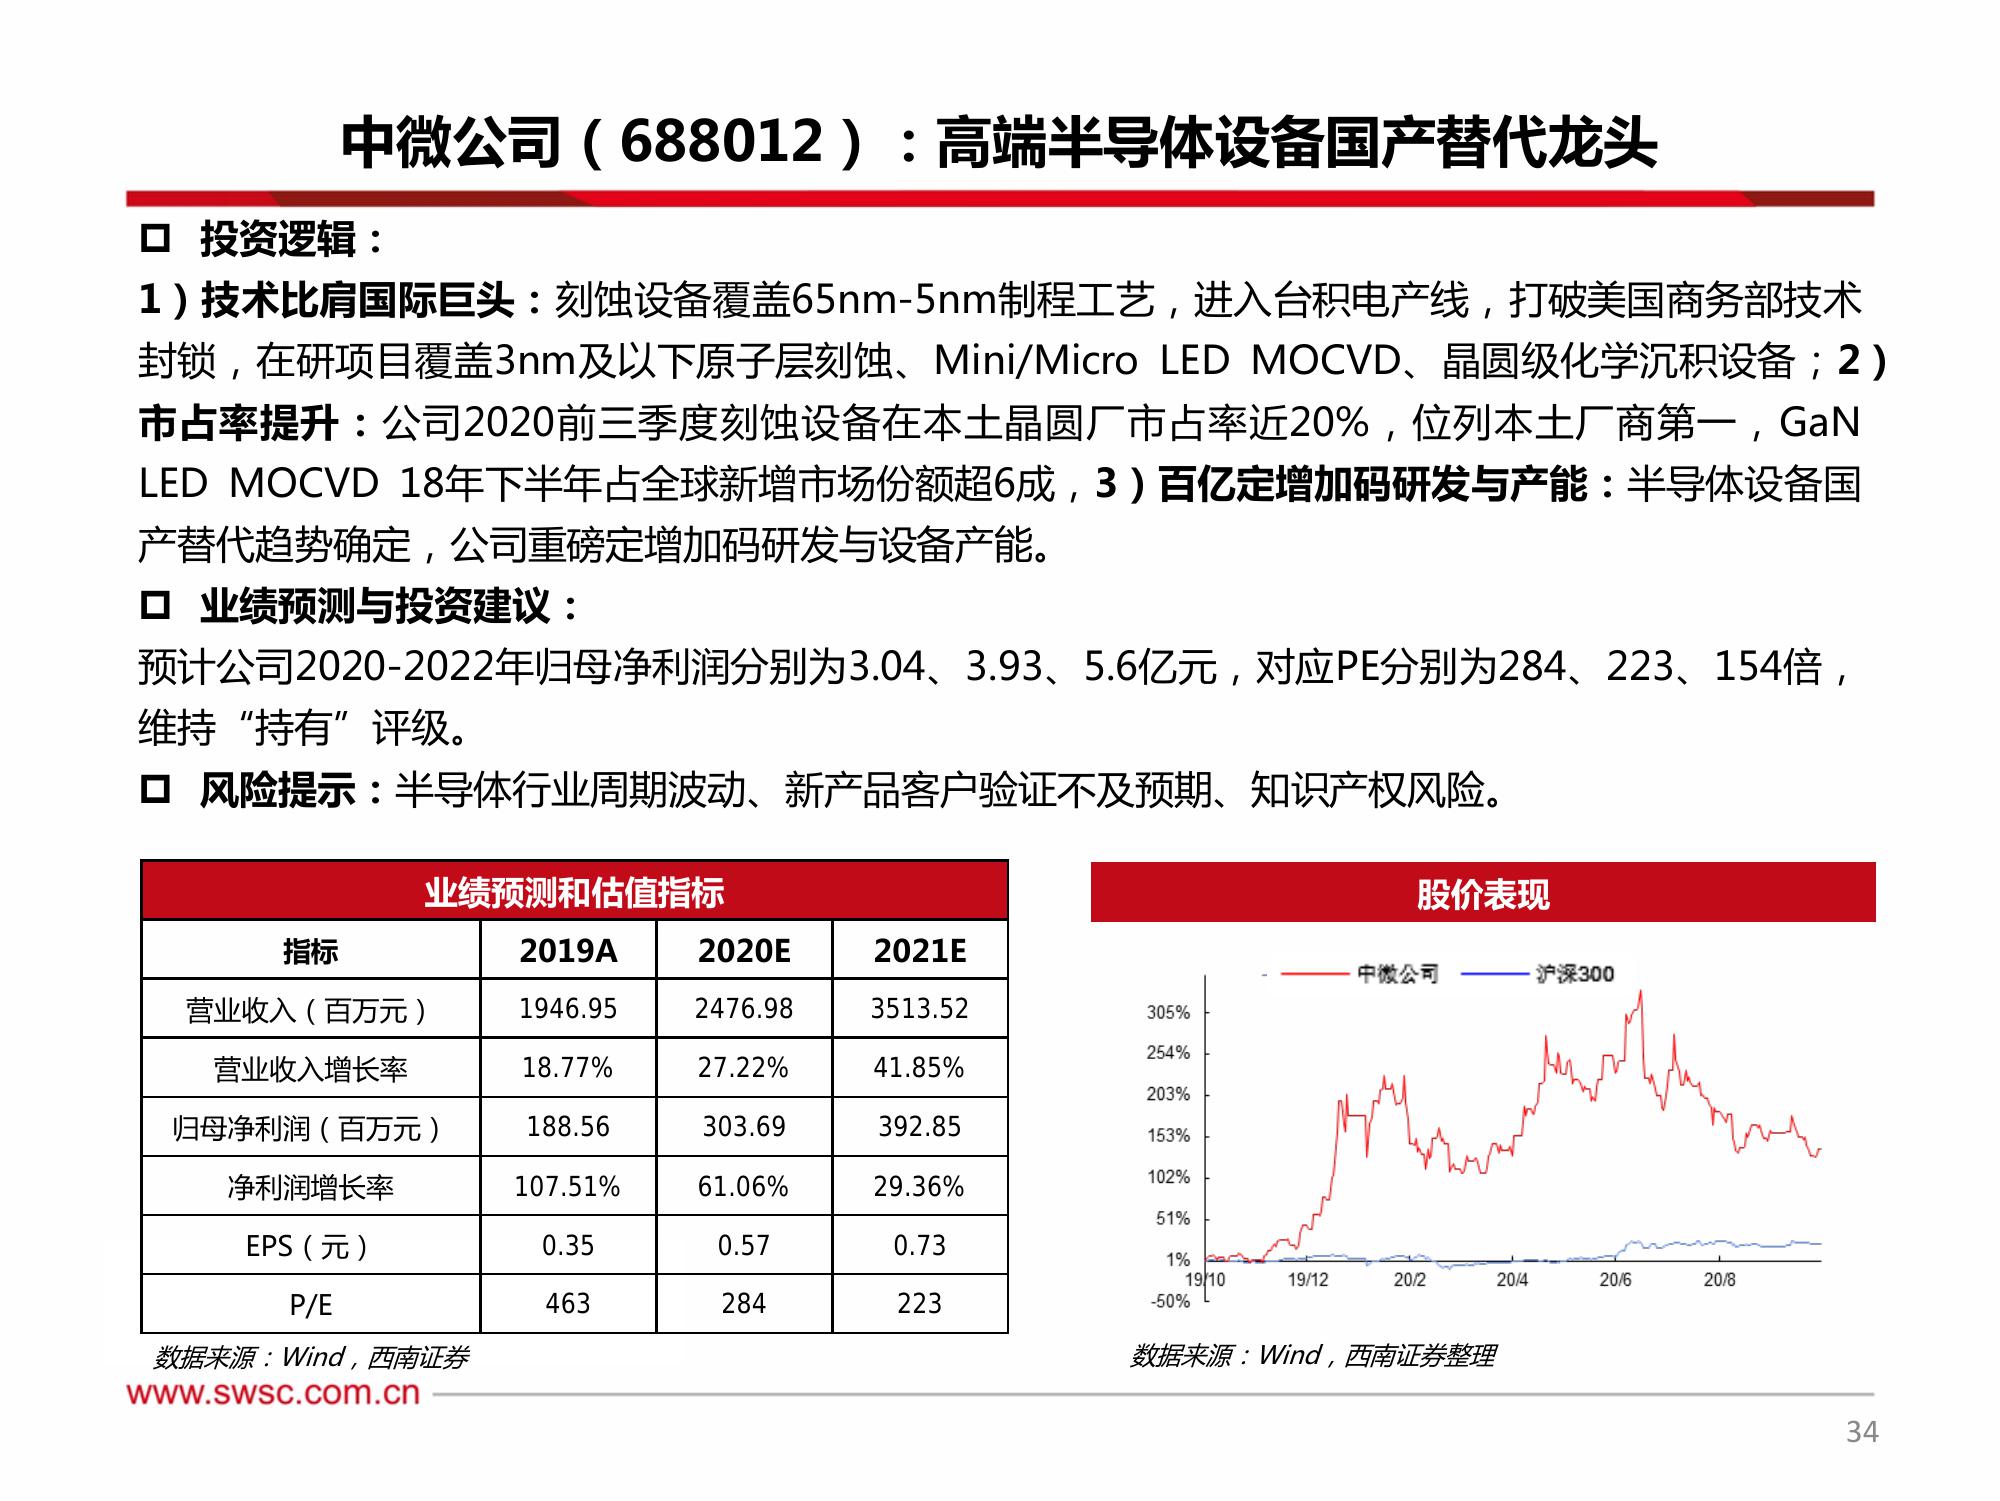 中微公司（688012）：高端半导体设备国产替代龙头
投资逻辑：
1）技术比肩国际巨头：刻蚀设备覆盖65nm-5nm制程工艺，进入台积电产线，打破美国商务部技术
封锁，在研项目覆盖3nm及以下原子层刻蚀、Mini/Micro LED MOCVD、晶圆级化学沉积设备；2）
市占率提升：公司2020前三季度刻蚀设备在本土晶圆厂市占率近20%，位列本土厂商第一，GaN
LED MOCVD 18年下半年占全球新增市场份额超6成，3）百亿定增加码研发与产能：半导体设备国
产替代趋势确定，公司重磅定增加码研发与设备产能。
业绩预测与投资建议：
预计公司2020-2022年归母净利润分别为3.04、3.93、5.6亿元，对应PE分别为284、223、154倍，
维持“持有”评级。
风险提示：半导体行业周期波动、新产品客户验证不及预期、知识产权风险。
业绩预测和估值指标
指标 2019A 2020E 2021E
营业收入（百万元） 1946.95 2476.98 3513.52
营业收入增长率 18.77% 27.22% 41.85%
归母净利润（百万元） 188.56 303.69 392.85
净利润增长率 107.51% 61.06% 29.36%
EPS（元） 0.35 0.57 0.73
P/E 463 284 223
数据来源：Wind，西南证券
股价表现
中微公司 沪深300
305%
254%
203%
153%
102%
51%
1%
19/10 19/12 20/2 20/4 20/6 20/8
-50%
数据来源：Wind，西南证券整理
www.swsc.com.cn
34